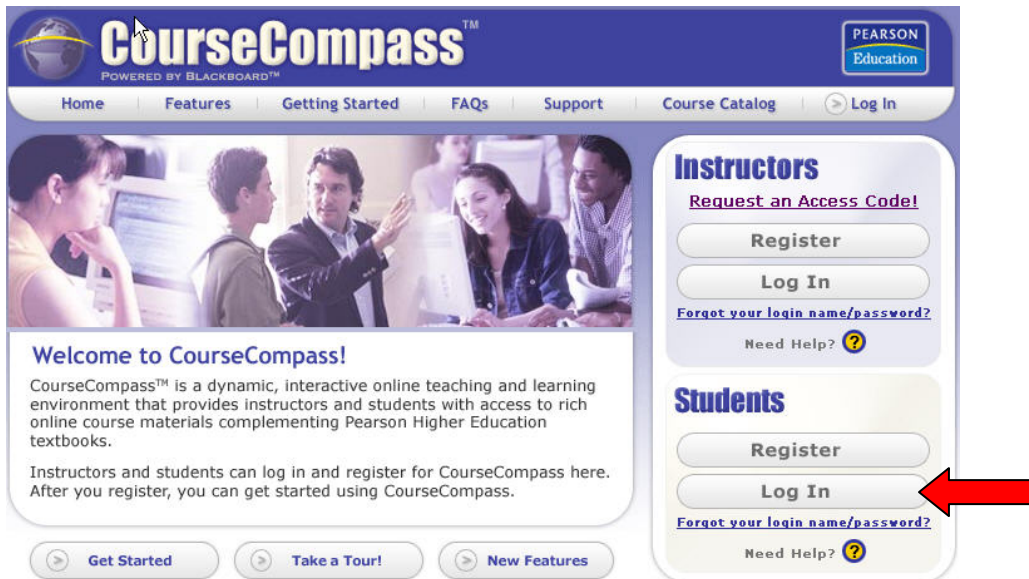 CourseCompass™
POWERED BY BLACKBOARD™
PEARSON
Education
Home Features Getting Started FAQs Support Course Catalog Log In
Instructors
Request an Access Code!
Register
Log In
Forgot your login name/password?
Need Help? ?
Welcome to CourseCompass!
CourseCompass™ is a dynamic, interactive online teaching and learning
environment that provides instructors and students with access to rich
online course materials complementing Pearson Higher Education
textbooks.
Instructors and students can log in and register for CourseCompass here.
After you register, you can get started using CourseCompass.
Get Started Take a Tour! New Features
Students
Register
Log In
Forgot your login name/password?
Need Help? ?